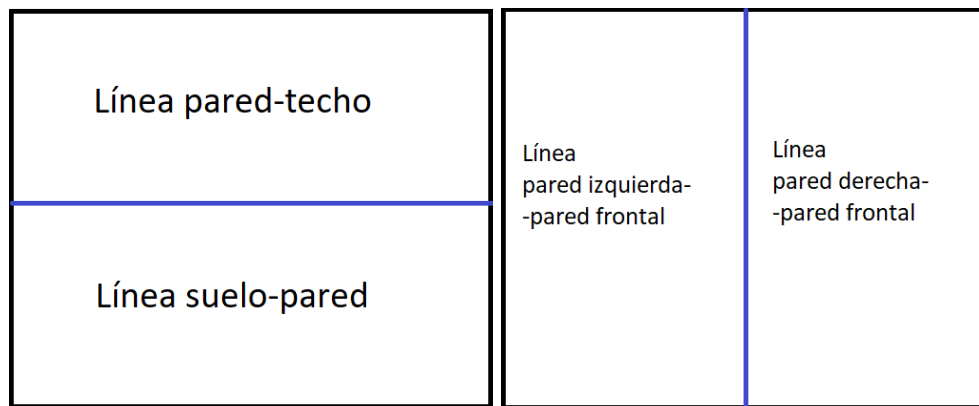 Línea pared-techo
Línea suelo-pared
Línea
pared izquierda-
-pared frontal
Línea
pared derecha-
-pared frontal